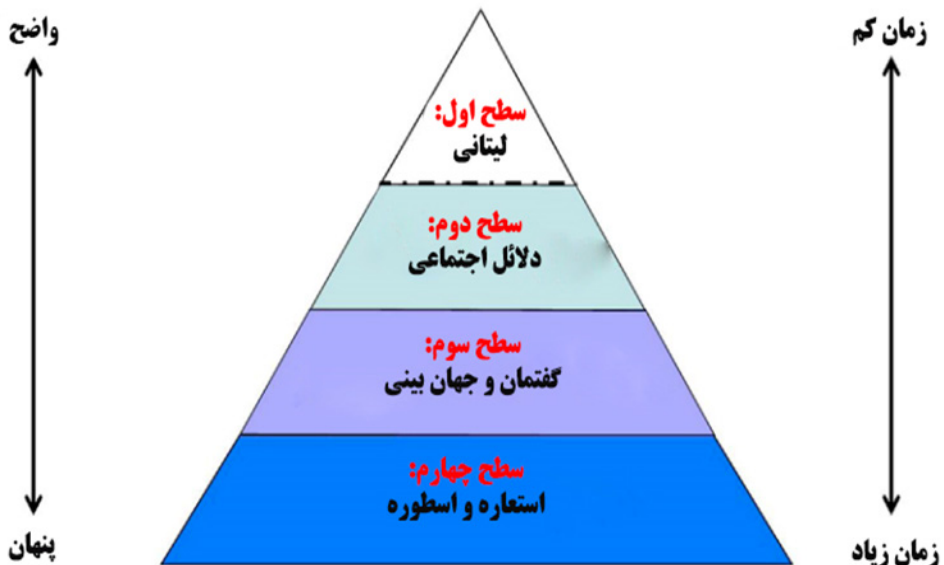 زمان کم
واضح
سطح اول:
لیتانی
سطح دوم:
دلائل اجتماعی
سطح سوم:
گفتمان و جهان بینی
سطح چهارم:
استعاره و اسطوره
زمان زیاد
پنهان